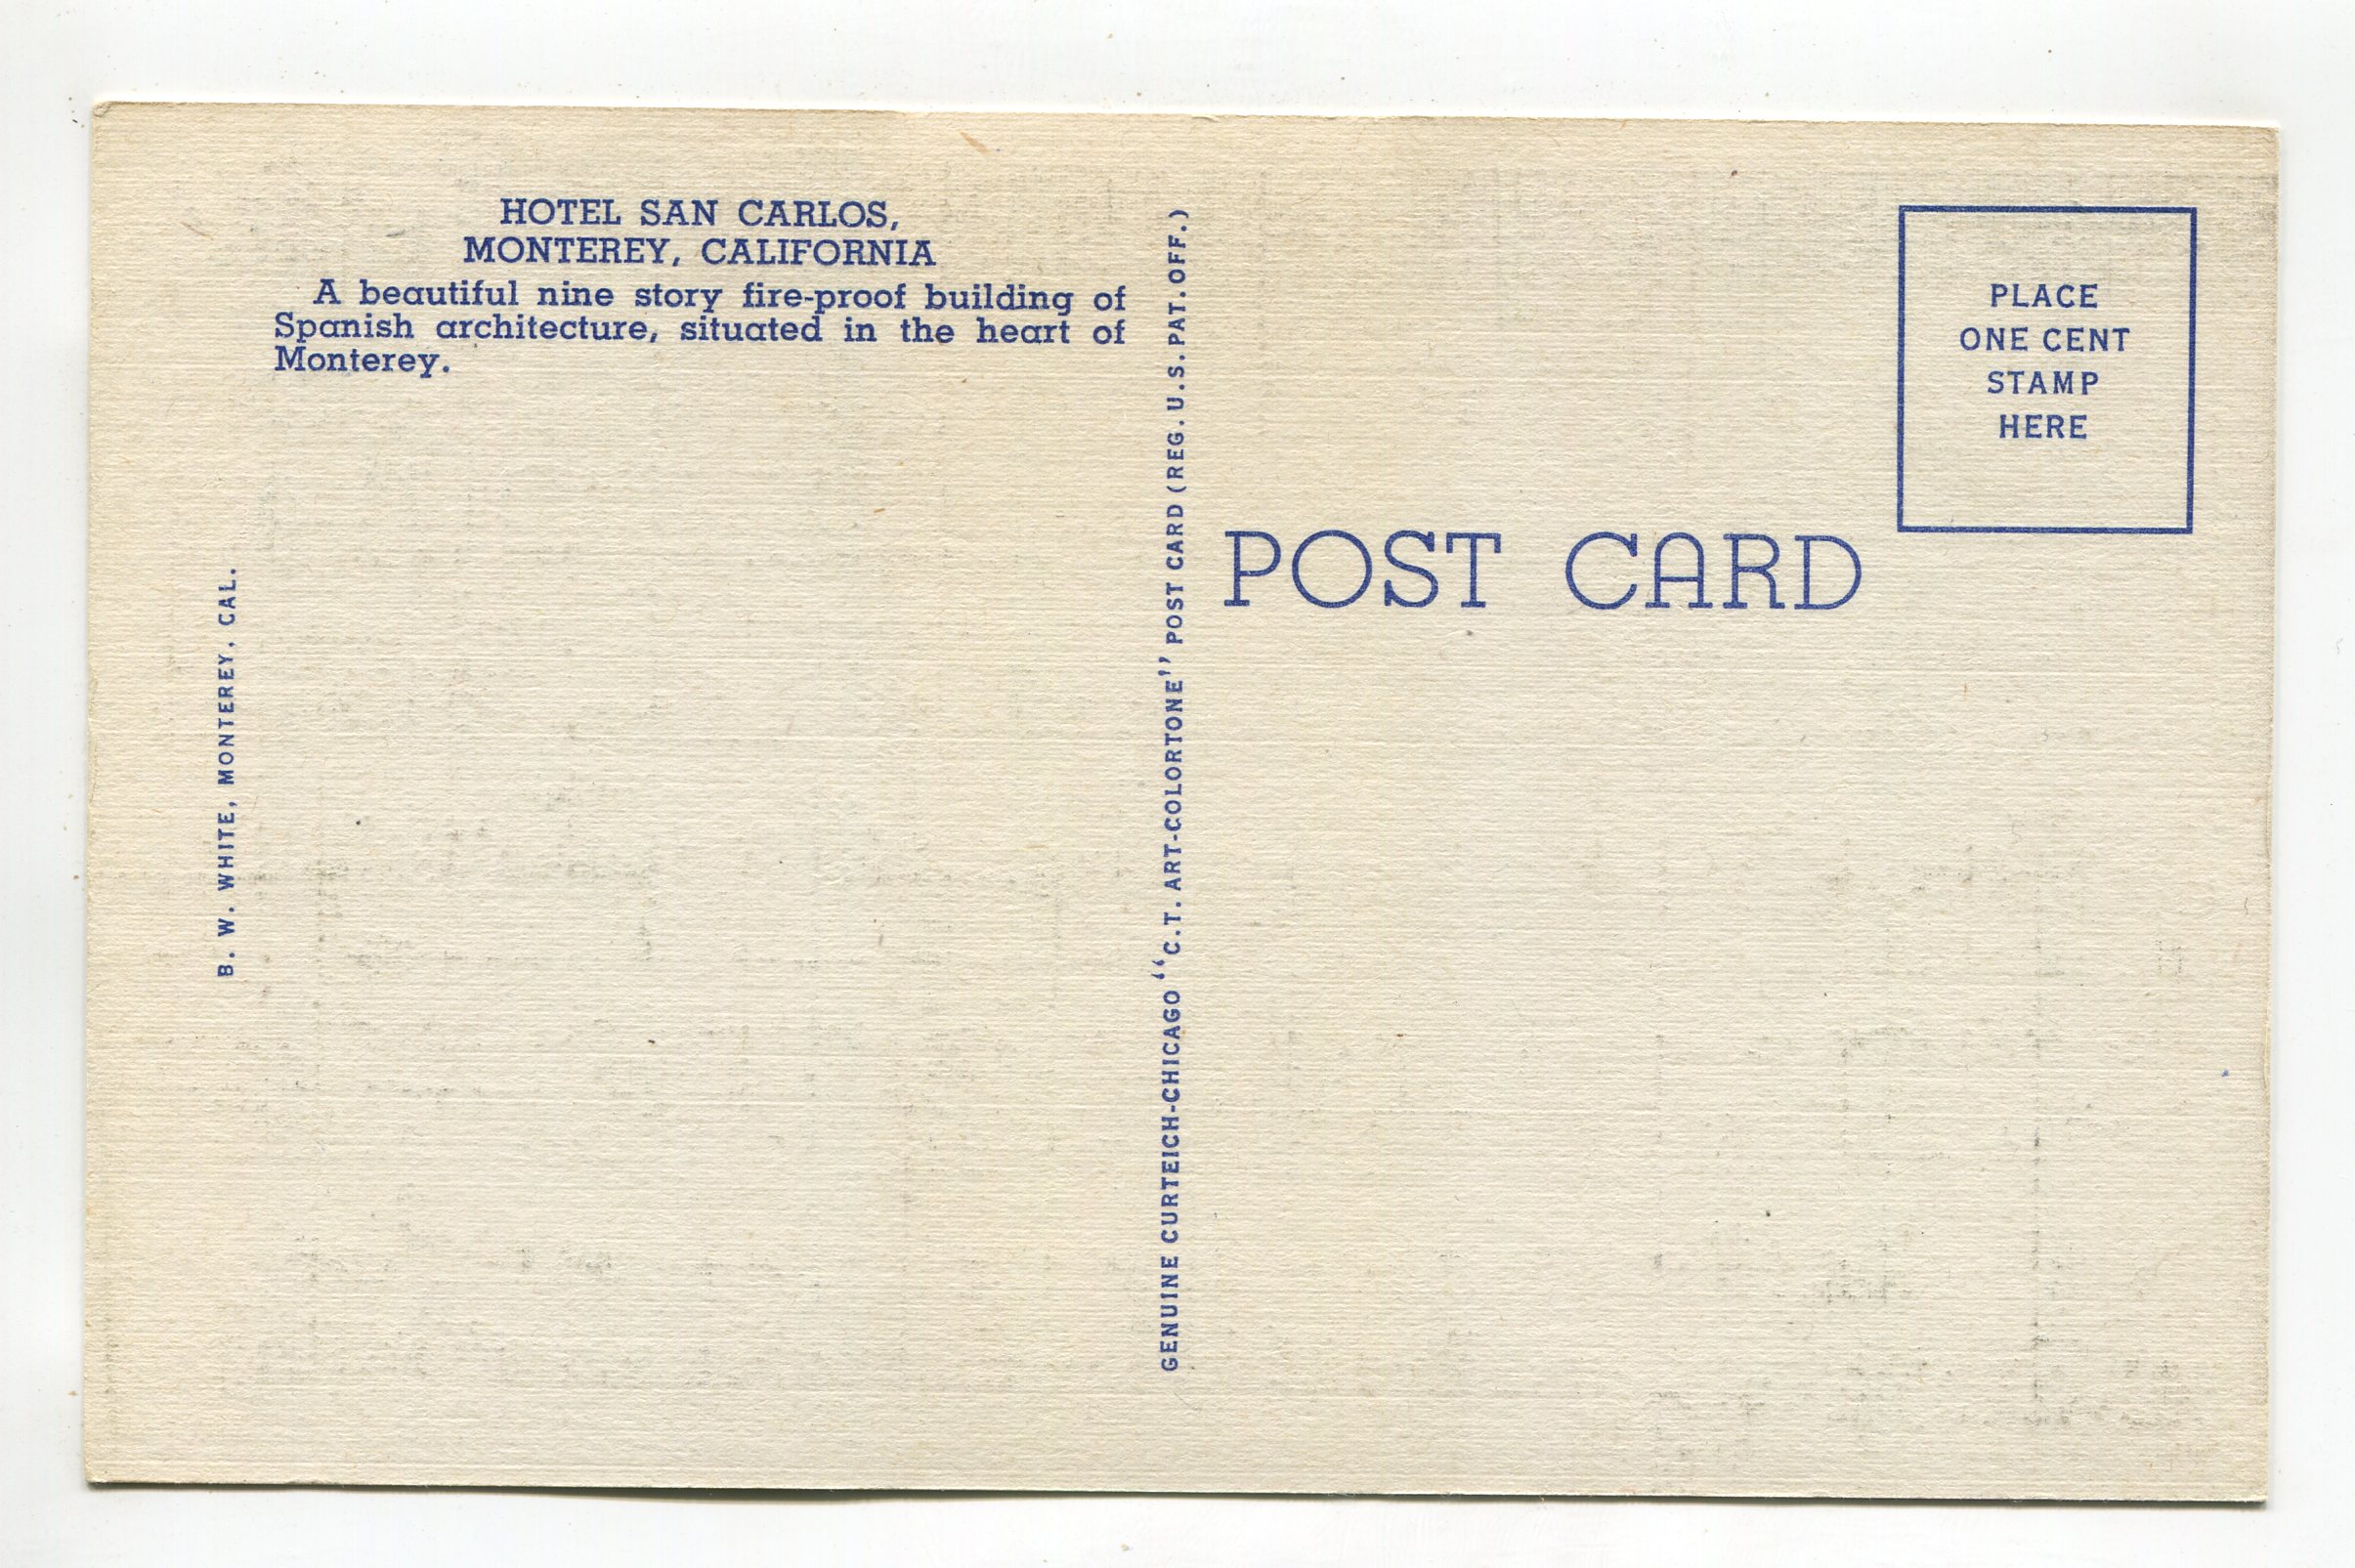 HOTEL SAN CARLOS,
MONTEREY, CALIFORNIA
A beautiful nine story fire-proof building of
Spanish architecture, situated in the heart of
Monterey.
B. W. WHITE, MONTEREY, CAL.
GENUINE CURTEICH-CHICAGO "C.T. ART-COLORTONE" POST CARD (REG. U.S. PAT. OFF.)
POST CARD
PLACE
ONE CENT
STAMP
HERE